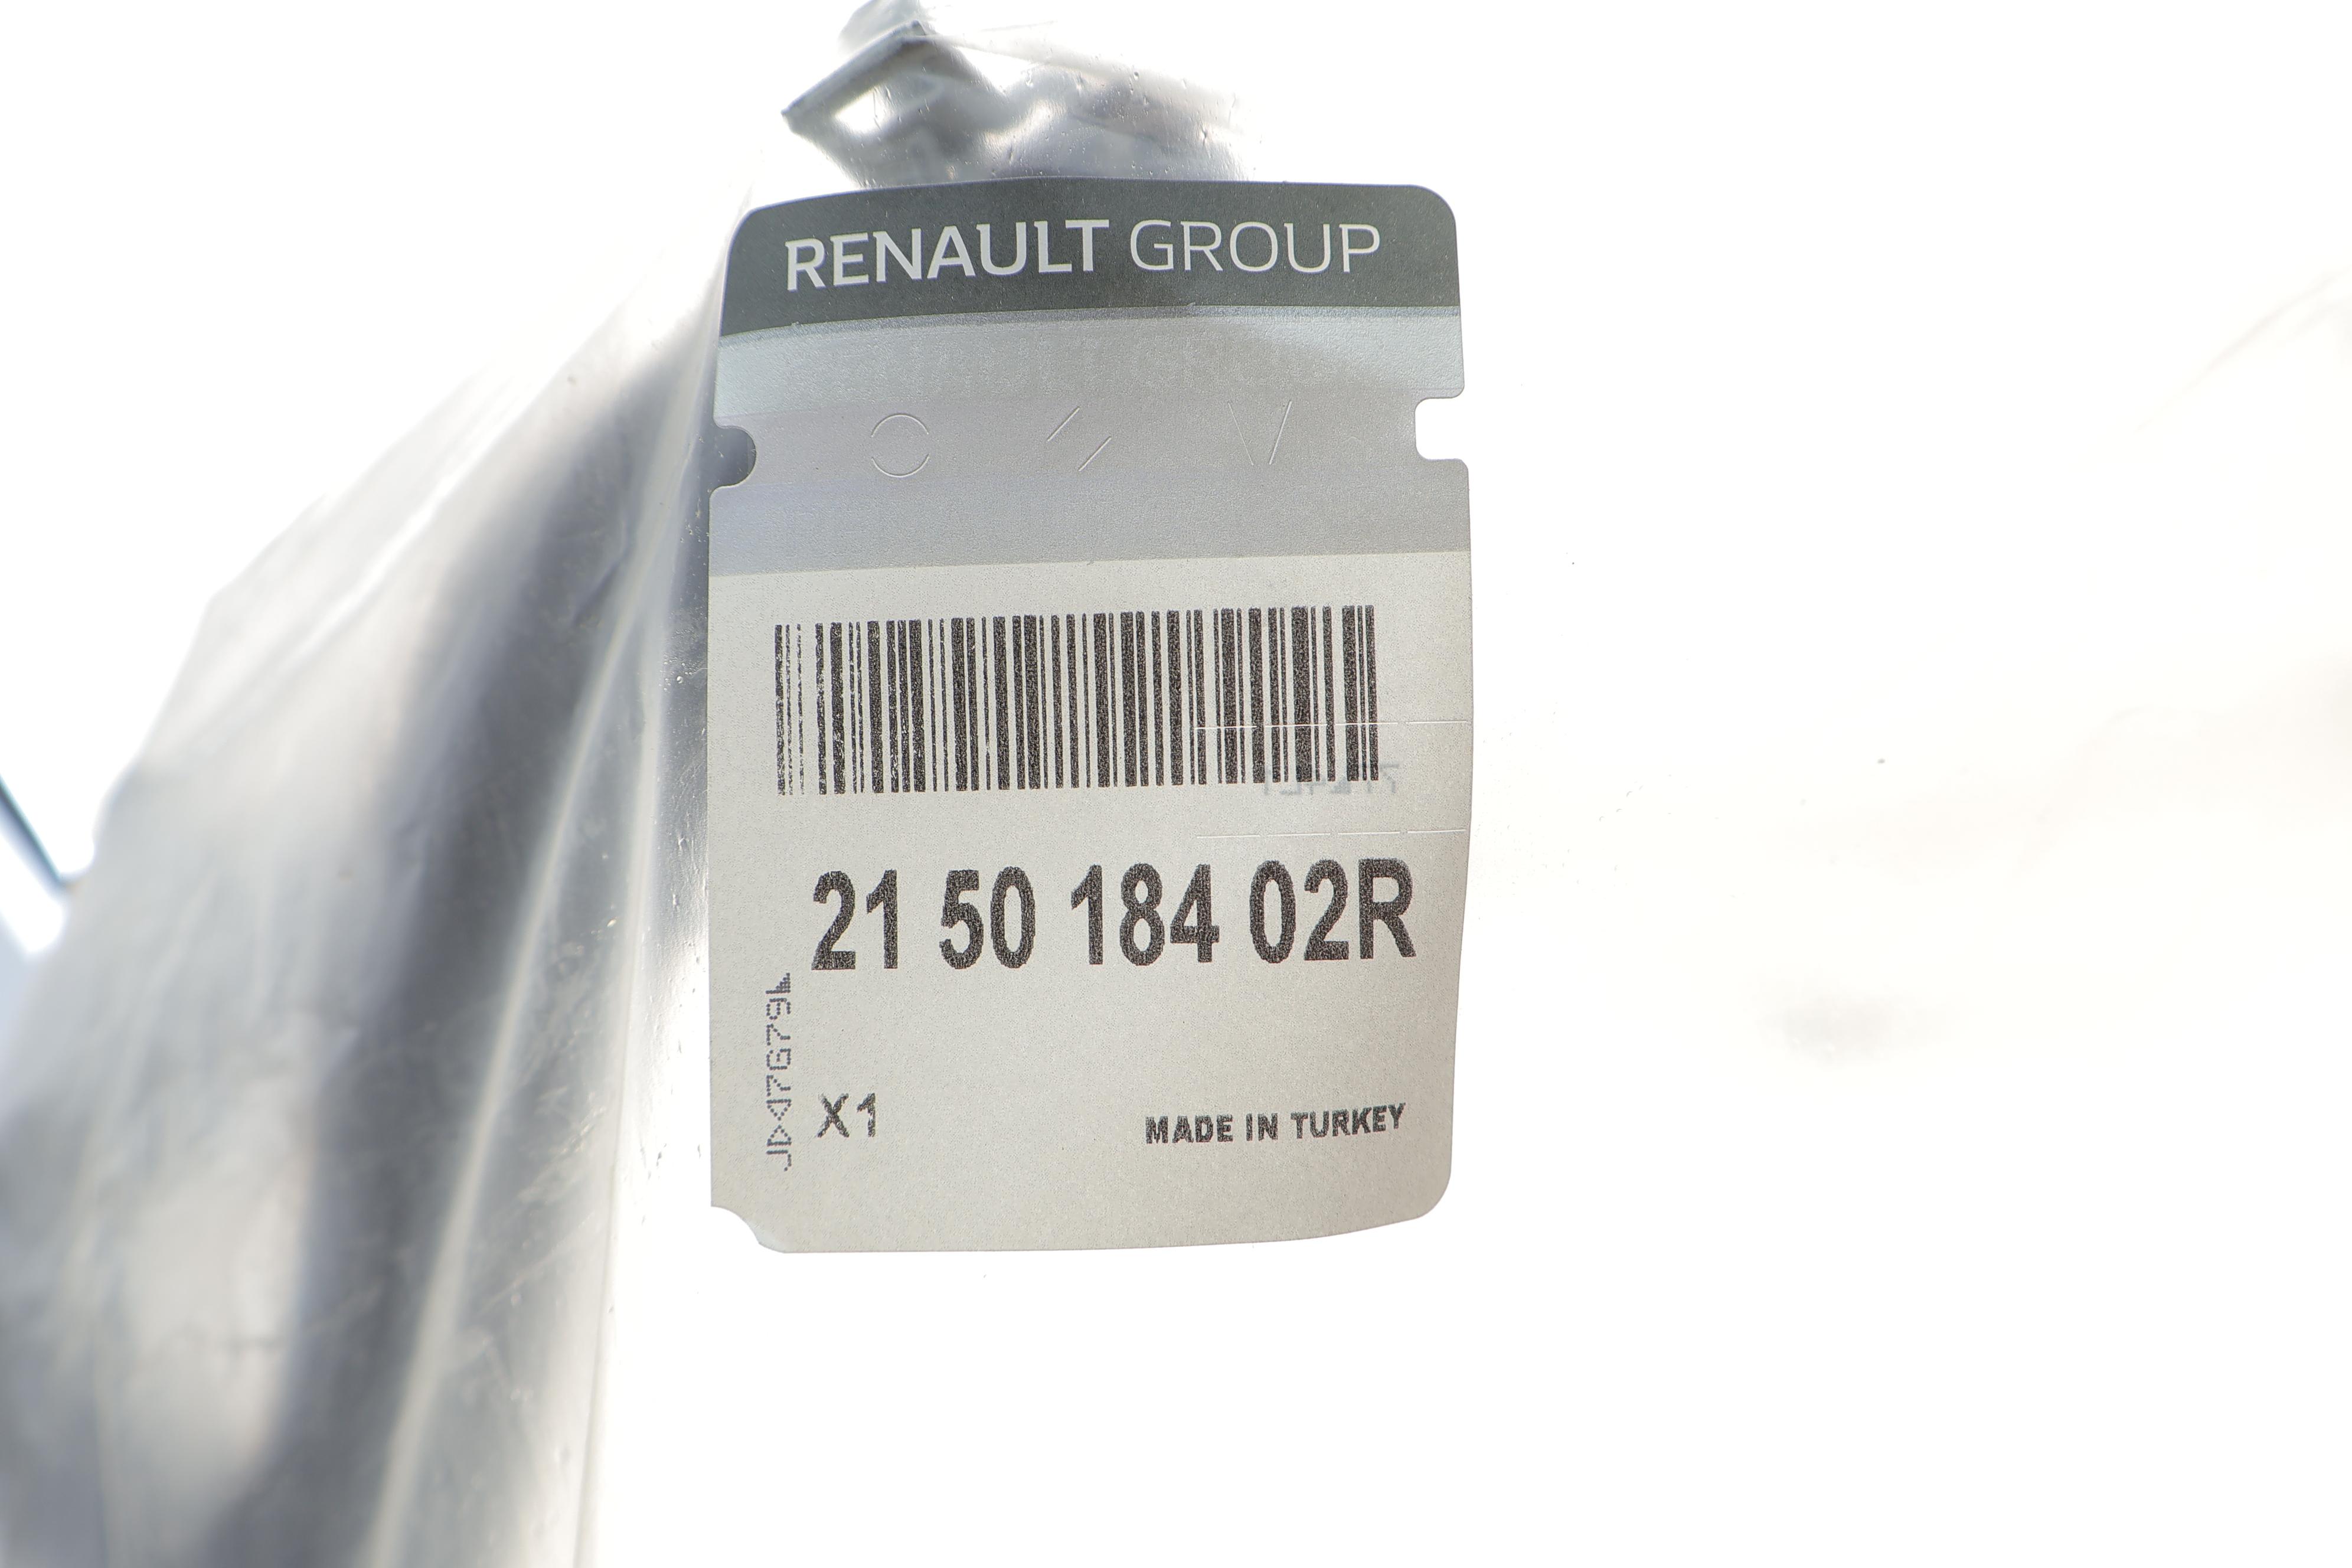 RENAULT GROUP
21 50 184 02R
X1
MADE IN TURKEY